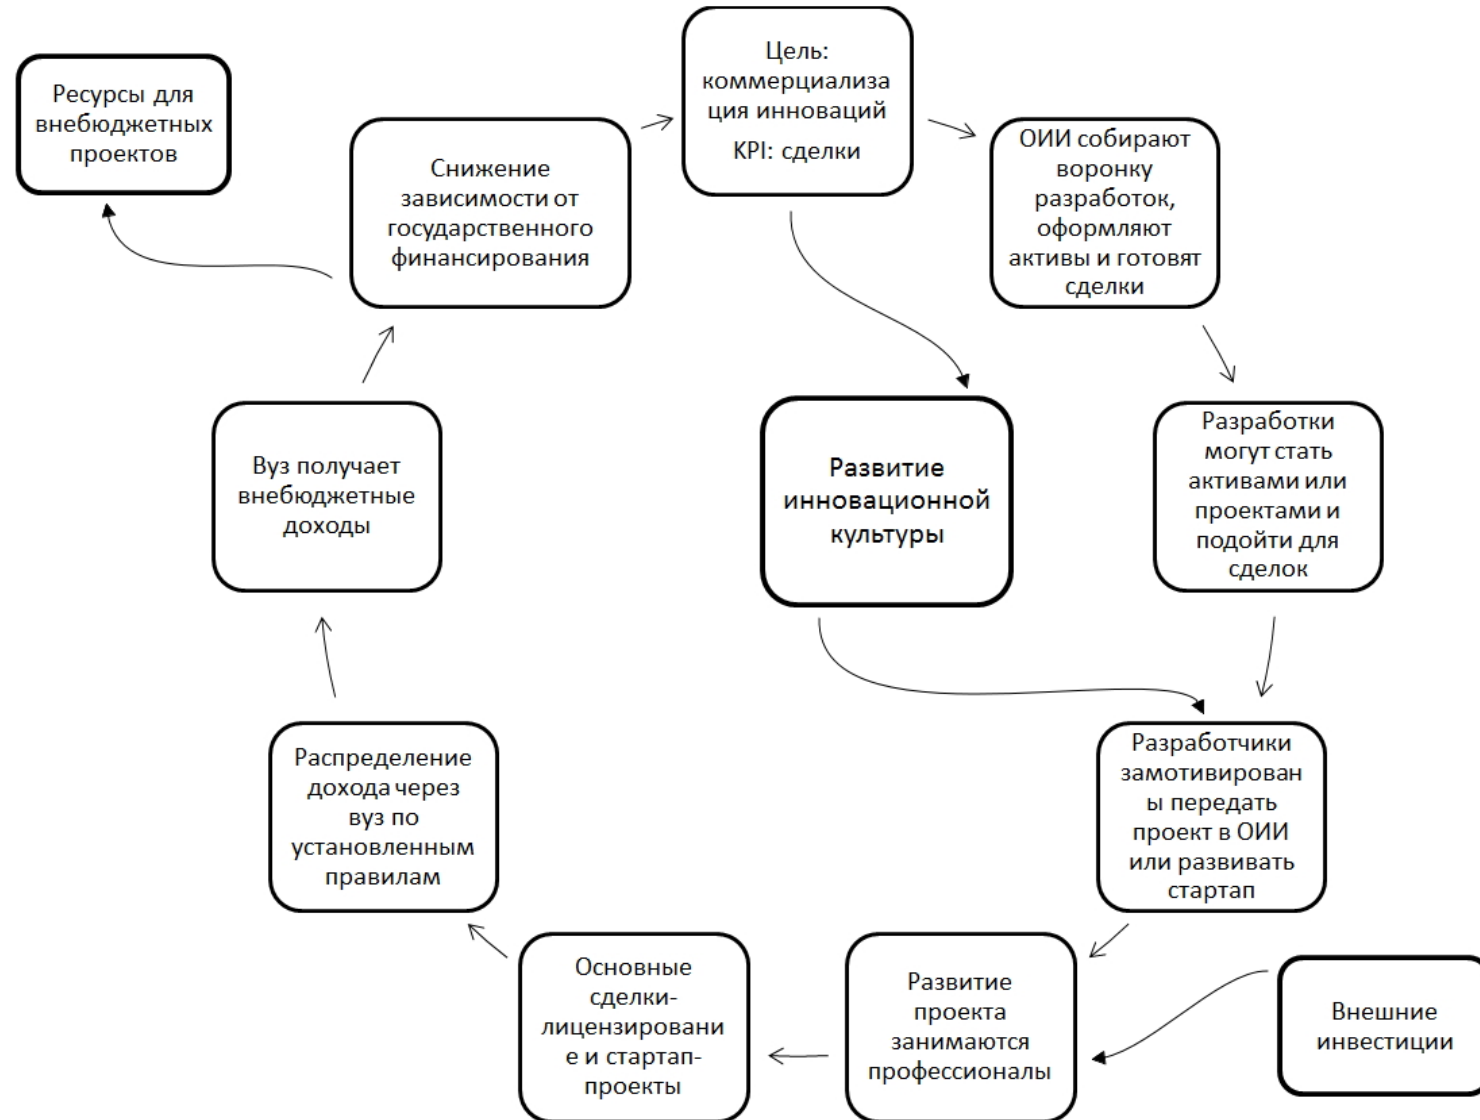 Цель:
коммерциализа
ция инноваций
KPI: сделки
ОИИ собирают
воронку
разработок,
оформляют
активы и готовят
сделки
Разработки
могут стать
активами или
проектами и
подойти для
сделок
Разработчики
замотивирован
ы передать
проект в ОИИ
или развивать
стартап
Развитие
проекта
занимаются
профессионалы
Основные
сделки-
лицензировани
е и стартап-
проекты
Распределение
дохода через
вуз по
установленным
правилам
Вуз получает
внебюджетные
доходы
Снижение
зависимости от
государственного
финансирования
Ресурсы для
внебюджетных
проектов
Развитие
инновационной
культуры
Внешние
инвестиции